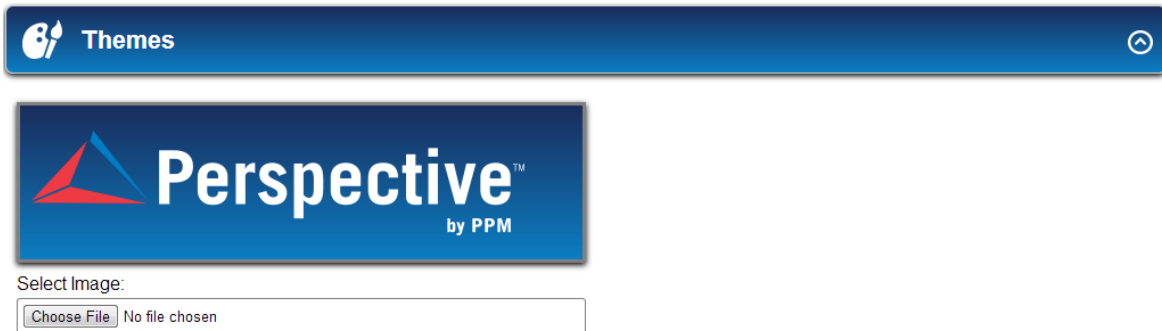 Themes
Perspective™
by PPM
Select Image:
Choose File No file chosen